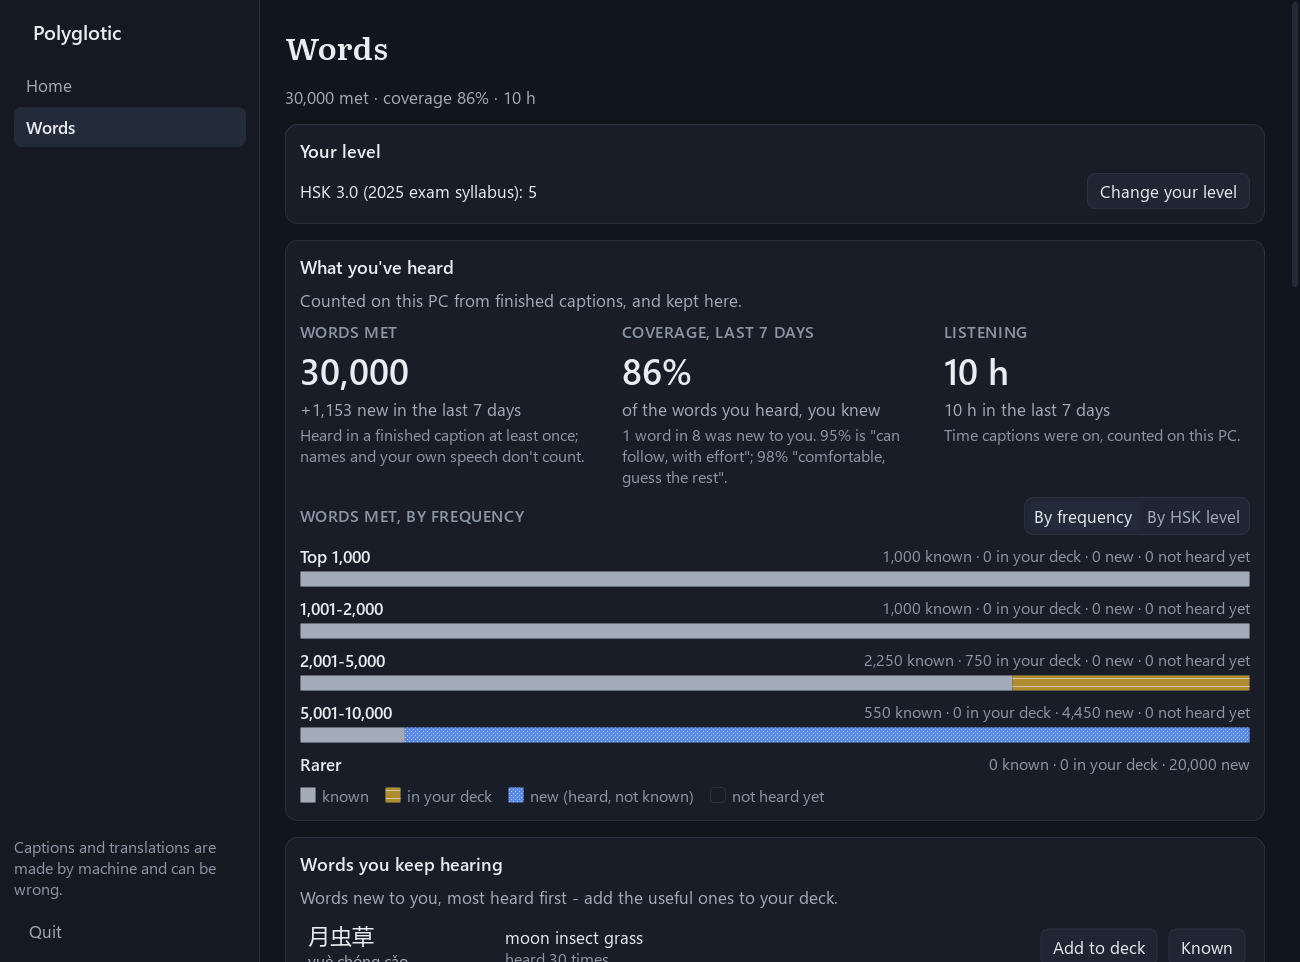 Polyglotic
Home
Words
Captions and translations are
made by machine and can be
wrong.
Quit
Words
30,000 met · coverage 86% · 10 h
Your level
HSK 3.0 (2025 exam syllabus): 5
Change your level
What you've heard
Counted on this PC from finished captions, and kept here.
WORDS MET
30,000
+1,153 new in the last 7 days
Heard in a finished caption at least once;
names and your own speech don't count.
COVERAGE, LAST 7 DAYS
86%
of the words you heard, you knew
1 word in 8 was new to you. 95% is "can
follow, with effort"; 98% "comfortable,
guess the rest".
LISTENING
10 h
10 h in the last 7 days
Time captions were on, counted on this PC.
WORDS MET, BY FREQUENCY
By frequency By HSK level
Top 1,000 1,000 known · 0 in your deck · 0 new · 0 not heard yet
1,001-2,000 1,000 known · 0 in your deck · 0 new · 0 not heard yet
2,001-5,000 2,250 known · 750 in your deck · 0 new · 0 not heard yet
5,001-10,000 550 known · 0 in your deck · 4,450 new · 0 not heard yet
Rarer 0 known · 0 in your deck · 20,000 new
known in your deck new (heard, not known) not heard yet
Words you keep hearing
Words new to you, most heard first - add the useful ones to your deck.
月虫草
yuè chóng cǎo
moon insect grass
heard 30 times
Add to deck Known